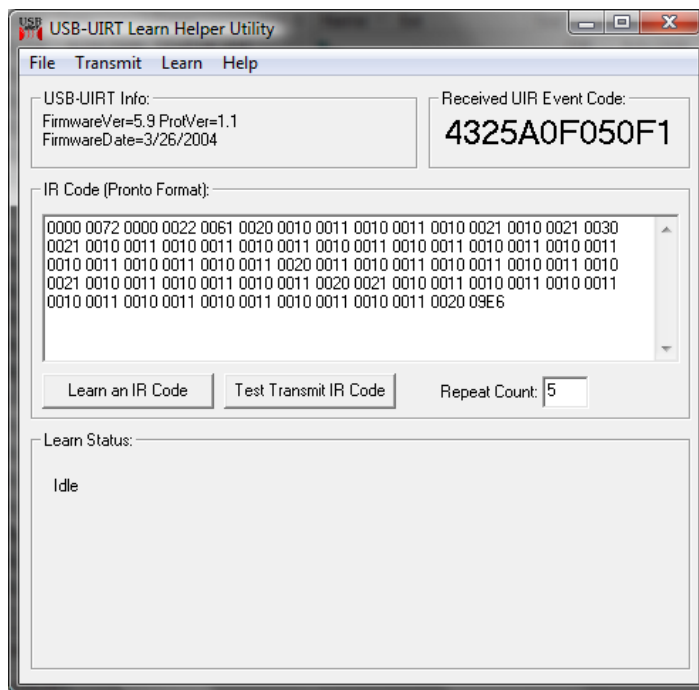 USB-UIRT Learn Helper Utility
File Transmit Learn Help
USB-UIRT Info:
FirmwareVer=5.9 ProtVer=1.1
FirmwareDate=3/26/2004
Received UIR Event Code:
4325A0F050F1
IR Code (Pronto Format):
0000 0072 0000 0022 0061 0020 0010 0011 0010 0011 0010 0021 0010 0021 0030
0021 0010 0011 0010 0011 0010 0011 0010 0011 0010 0011 0010 0011 0010 0011
0010 0011 0010 0011 0010 0011 0020 0011 0010 0011 0010 0011 0010 0011 0010
0021 0010 0011 0010 0011 0010 0011 0020 0021 0010 0011 0010 0011 0010 0011
0010 0011 0010 0011 0010 0011 0010 0011 0010 0011 0020 09E6
Learn an IR Code
Test Transmit IR Code
Repeat Count: 5
Learn Status:
Idle